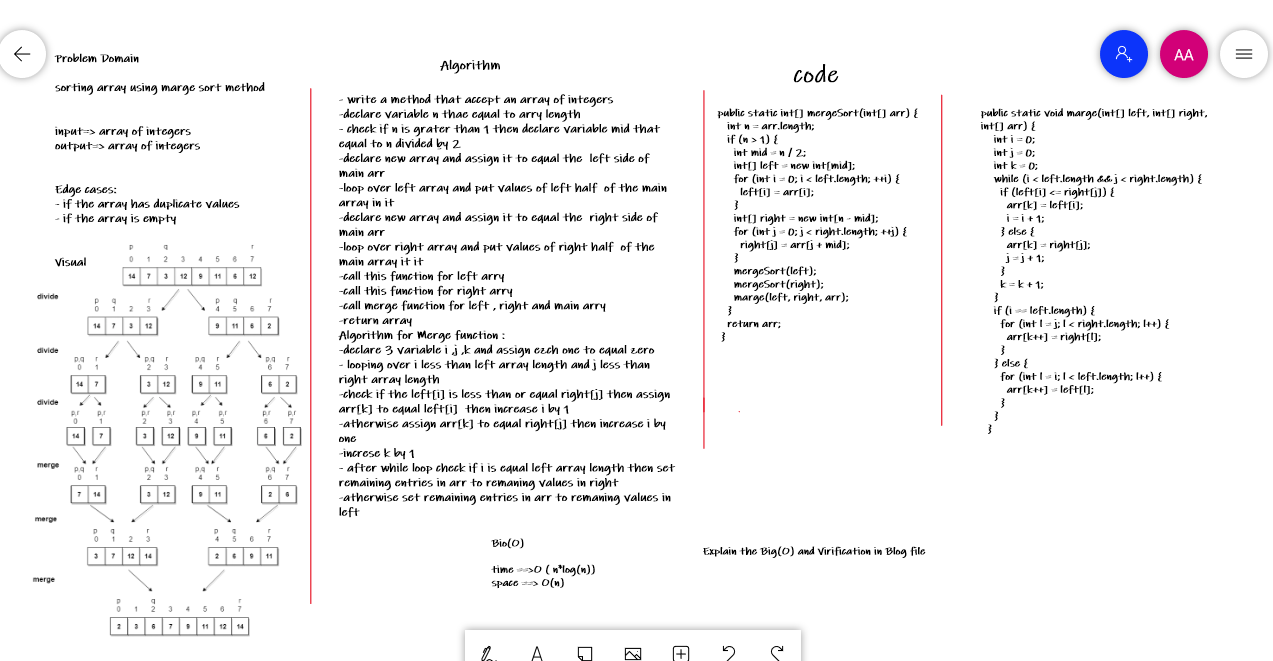 Problem Domain
sorting array using marge sort method
input=> array of integers
output=> array of integers
Edge cases:
- if the array has duplicate values
- if the array is empty
Visual
p q r
0 1 2 3 4 5 6 7
14 7 3 12 9 11 6 12
divide
p q r p q r
0 1 2 3 4 5 6 7
14 7 3 12 9 11 6 2
divide
p,q r p,q r p,q r p,q r
0 1 2 3 4 5 6 7
14 7 3 12 9 11 6 2
divide
p,r p,r p,r p,r p,r p,r p,r p,r
0 1 2 3 4 5 6 7
14 7 3 12 9 11 6 2
merge
p,q r p,q r p,q r p,q r
0 1 2 3 4 5 6 7
7 14 3 12 9 11 2 6
merge
p q r p q r
0 1 2 3 4 5 6 7
3 7 12 14 2 6 9 11
merge
p q r
0 1 2 3 4 5 6 7
2 3 6 7 9 11 12 14
Algorithm
- write a method that accept an array of integers
-declare variable n thae equal to arry length
- check if n is grater than 1 then declare variable mid that
equal to n divided by 2
-declare new array and assign it to equal the left side of
main arr
-loop over left array and put values of left half of the main
array in it
-declare new array and assign it to equal the right side of
main arr
-loop over right array and put values of right half of the
main array it it
-call this function for left arry
-call this function for right arry
-call merge function for left , right and main arry
-return array
Algorithm for Merge function :
-declare 3 variable i ,j ,k and assign ezch one to equal zero
- looping over i less than left array length and j less than
right array length
-check if the left[i] is less than or equal right[j] then assign
arr[k] to equal left[i] then increase i by 1
-atherwise assign arr[k] to equal right[j] then increase i by
one
-increse k by 1
- after while loop check if i is equal left array length then set
remaining entries in arr to remaning values in right
-atherwise set remaining entries in arr to remaning values in
left
Bio(O)
time ==>O ( n*log(n))
space ==> O(n)
code
public static int[] mergeSort(int[] arr) {
int n = arr.length;
if (n > 1) {
int mid = n / 2;
int[] left = new int[mid];
for (int i = 0; i < left.length; ++i) {
left[i] = arr[i];
}
int[] right = new int[n - mid];
for (int j = 0; j < right.length; ++j) {
right[j] = arr[j + mid];
}
mergeSort(left);
mergeSort(right);
marge(left, right, arr);
}
return arr;
}
public static void marge(int[] left, int[] right,
int[] arr) {
int i = 0;
int j = 0;
int k = 0;
while (i < left.length && j < right.length) {
if (left[i] <= right[j]) {
arr[k] = left[i];
i = i + 1;
} else {
arr[k] = right[j];
j = j + 1;
}
k = k + 1;
}
if (i == left.length) {
for (int l = j; l < right.length; l++) {
arr[k++] = right[l];
}
} else {
for (int l = i; l < left.length; l++) {
arr[k++] = left[l];
}
}
}
Explain the Big(O) and Virification in Blog file
AA